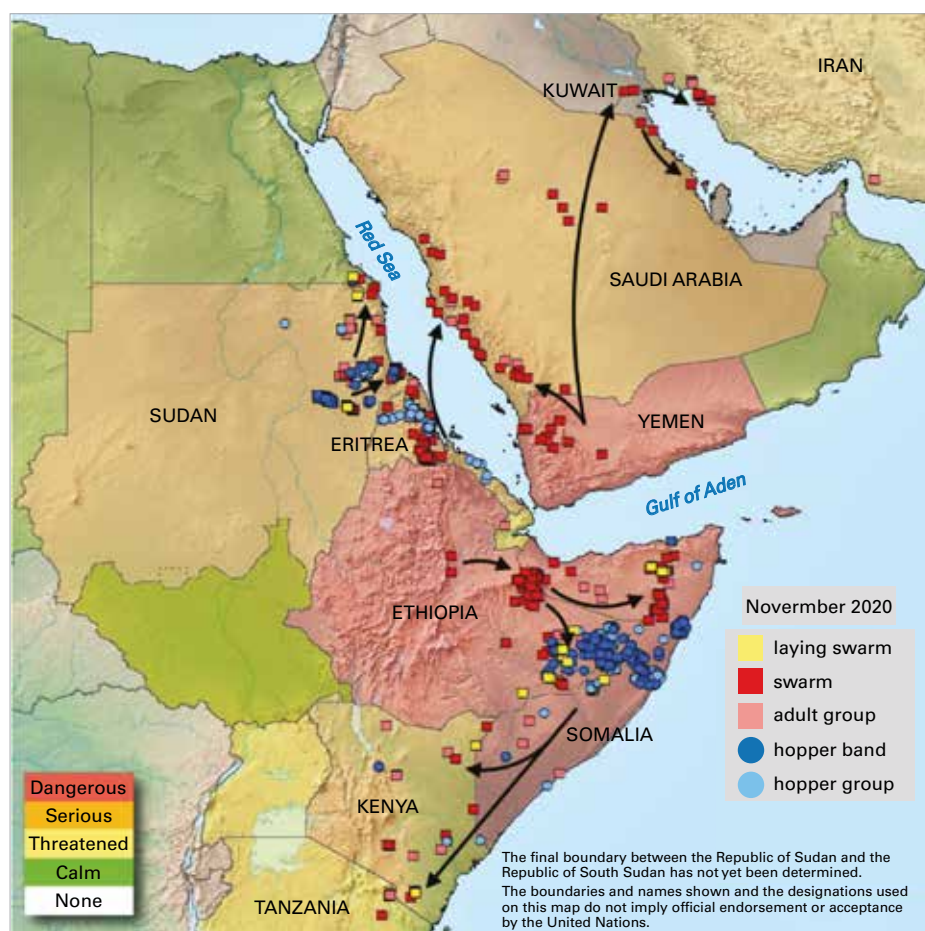 IRAN
KUWAIT
Red Sea
SAUDI ARABIA
SUDAN
ERITREA
YEMEN
Gulf of Aden
ETHIOPIA
SOMALIA
KENYA
TANZANIA
Novermber 2020
laying swarm
swarm
adult group
hopper band
hopper group
Dangerous
Serious
Threatened
Calm
None
The final boundary between the Republic of Sudan and the
Republic of South Sudan has not yet been determined.
The boundaries and names shown and the designations used
on this map do not imply official endorsement or acceptance
by the United Nations.